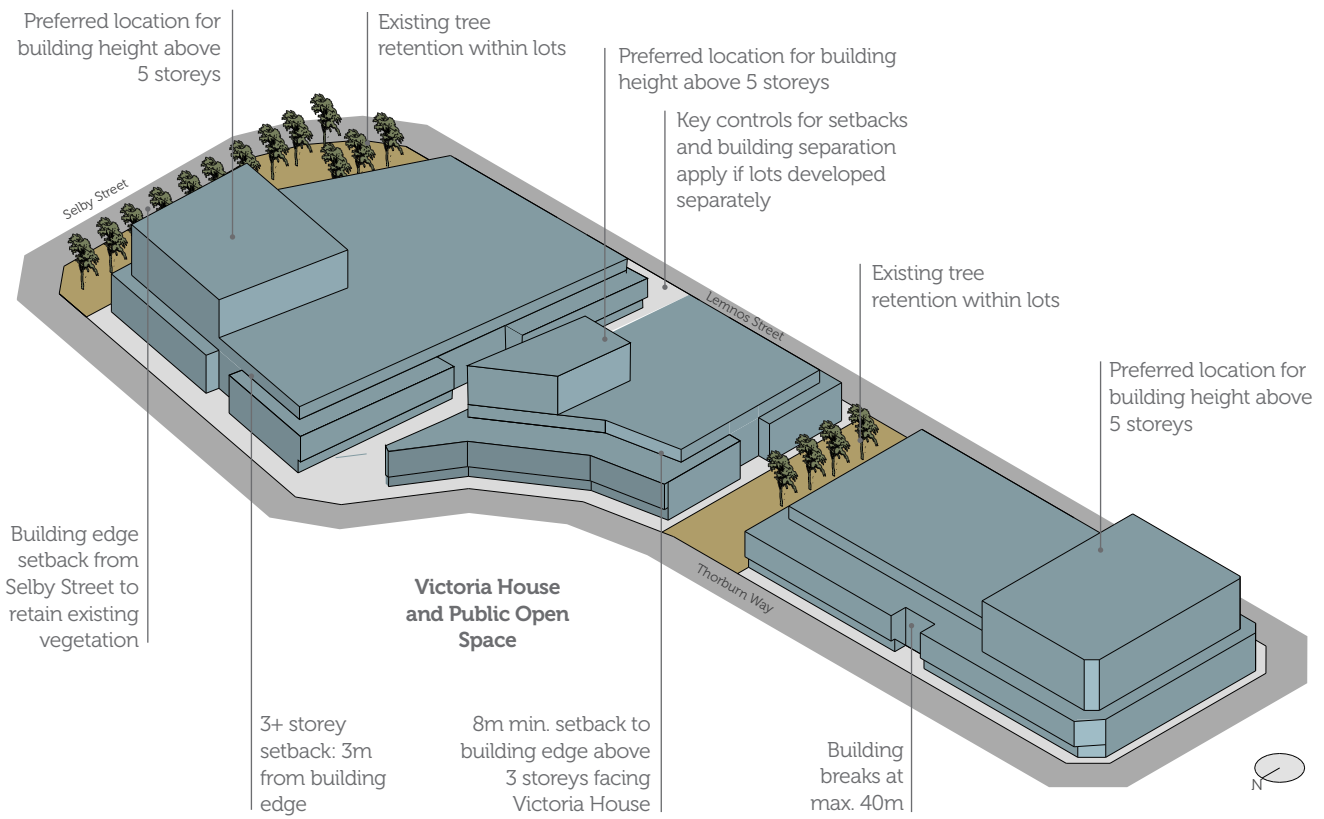 Preferred location for
building height above
5 storeys
Existing tree
retention within lots
Preferred location for building
height above 5 storeys
Key controls for setbacks
and building separation
apply if lots developed
separately
Selby Street
Lemnos Street
Existing tree
retention within lots
Preferred location for
building height above
5 storeys
Building edge
setback from
Selby Street to
retain existing
vegetation
Victoria House
and Public Open
Space
Thorburn Way
3+ storey
setback: 3m
from building
edge
8m min. setback to
building edge above
3 storeys facing
Victoria House
Building
breaks at
max. 40m
N